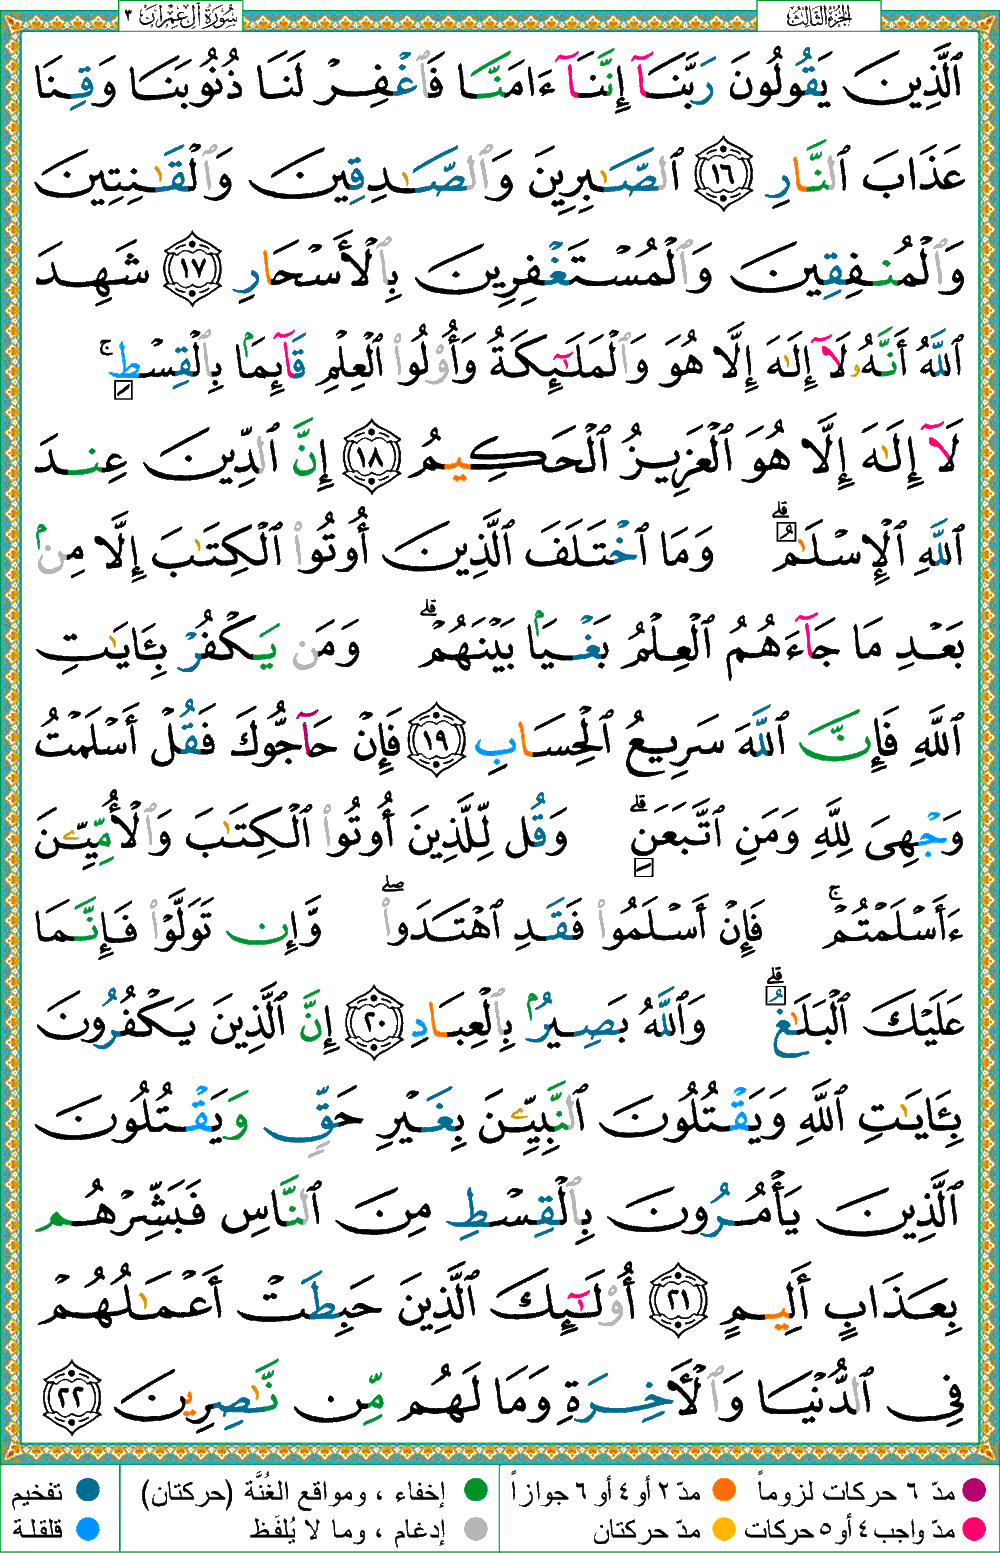 سُورَةُ آلِ عِمْرَانَ ٣
الجُزءُ الثَّالِثُ
ٱلَّذِينَ يَقُولُونَ رَبَّنَآ إِنَّنَآ ءَامَنَّا فَٱغْفِرْ لَنَا ذُنُوبَنَا وَقِنَا
عَذَابَ ٱلنَّارِ ١٦ ٱلصَّٰبِرِينَ وَٱلصَّٰدِقِينَ وَٱلْقَٰنِتِينَ
وَٱلْمُنفِقِينَ وَٱلْمُسْتَغْفِرِينَ بِٱلْأَسْحَارِ ١٧ شَهِدَ
ٱللَّهُ أَنَّهُۥ لَآ إِلَٰهَ إِلَّا هُوَ وَٱلْمَلَٰٓئِكَةُ وَأُو۟لُوا۟ ٱلْعِلْمِ قَآئِمًۢا بِٱلْقِسْطِ ۚ
لَآ إِلَٰهَ إِلَّا هُوَ ٱلْعَزِيزُ ٱلْحَكِيمُ ١٨ إِنَّ ٱلدِّينَ عِندَ
ٱللَّهِ ٱلْإِسْلَٰمُ ۗ وَمَا ٱخْتَلَفَ ٱلَّذِينَ أُوتُوا۟ ٱلْكِتَٰبَ إِلَّا مِنۢ
بَعْدِ مَا جَآءَهُمُ ٱلْعِلْمُ بَغْيًۢا بَيْنَهُمْ ۗ وَمَن يَكْفُرْ بِـَٔايَٰتِ
ٱللَّهِ فَإِنَّ ٱللَّهَ سَرِيعُ ٱلْحِسَابِ ١٩ فَإِنْ حَآجُّوكَ فَقُلْ أَسْلَمْتُ
وَجْهِىَ لِلَّهِ وَمَنِ ٱتَّبَعَنِ ۗ وَقُل لِّلَّذِينَ أُوتُوا۟ ٱلْكِتَٰبَ وَٱلْأُمِّيِّـۧنَ
ءَأَسْلَمْتُمْ ۚ فَإِنْ أَسْلَمُوا۟ فَقَدِ ٱهْتَدَوا۟ ۖ وَّإِن تَوَلَّوْا۟ فَإِنَّمَا
عَلَيْكَ ٱلْبَلَٰغُ ۗ وَٱللَّهُ بَصِيرٌۢ بِٱلْعِبَادِ ٢٠ إِنَّ ٱلَّذِينَ يَكْفُرُونَ
بِـَٔايَٰتِ ٱللَّهِ وَيَقْتُلُونَ ٱلنَّبِيِّـۧنَ بِغَيْرِ حَقٍّ وَيَقْتُلُونَ
ٱلَّذِينَ يَأْمُرُونَ بِٱلْقِسْطِ مِنَ ٱلنَّاسِ فَبَشِّرْهُم
بِعَذَابٍ أَلِيمٍ ٢١ أُو۟لَٰٓئِكَ ٱلَّذِينَ حَبِطَتْ أَعْمَٰلُهُمْ
فِى ٱلدُّنْيَا وَٱلْـَٔاخِرَةِ وَمَا لَهُم مِّن نَّٰصِرِينَ ٢٢
مدّ ٦ حركات لزوماً
مدّ ٢ أو ٤ أو ٦ جوازاً
إخفاء ، ومواقع الغُنَّة (حركتان)
تفخيم
مدّ واجب ٤ أو ٥ حركات
مدّ حركتان
إدغام ، وما لا يُلفَظ
قلقلة